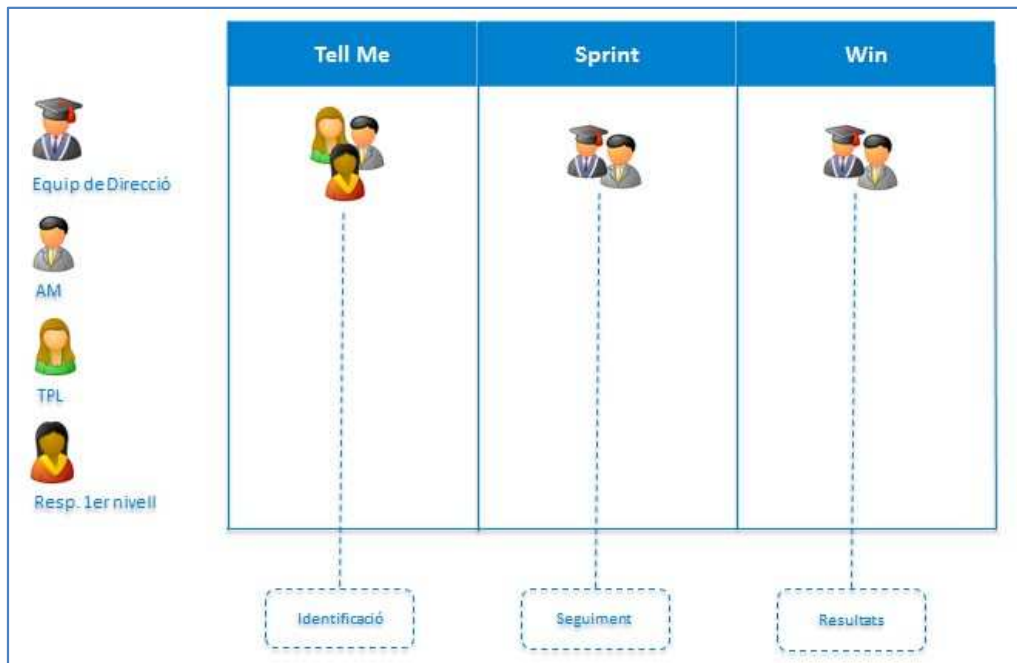 Tell Me
Sprint
Win
Equip de Direcció
AM
TPL
Resp. 1er nivell
Identificació
Seguiment
Resultats